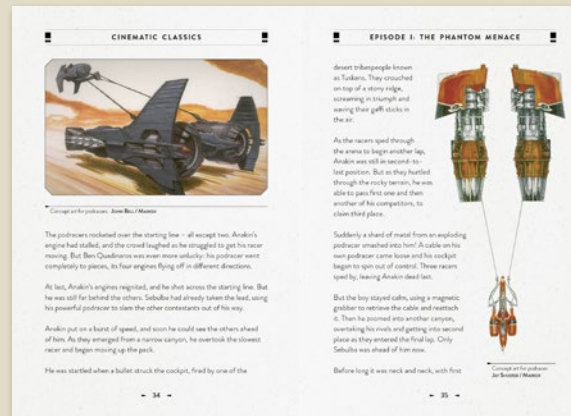 CINEMATIC CLASSICS
Concept art for podracers. JOHN BELL / MARKER
The podracers rocketed over the starting line – all except two. Anakin's
engine had stalled, and the crowd laughed as he struggled to get his racer
moving. But Ben Quadinaros was even more unlucky: his podracer went
completely to pieces, its four engines flying off in different directions.
At last, Anakin's engines reignited, and he shot across the starting line. But
he was still far behind the others. Sebulba had already taken the lead, using
his powerful podracer to slam the other contestants out of his way.
Anakin put on a burst of speed, and soon he could see the others ahead
of him. As they emerged from a narrow canyon, he overtook the slowest
racer and began moving up the pack.
He was startled when a bullet struck the cockpit, fired by one of the
34
EPISODE I: THE PHANTOM MENACE
desert tribespeople known
as Tuskens. They crouched
on top of a stony ridge,
screaming in triumph and
waving their gaffi sticks in
the air.
As the racers sped through
the arena to begin another lap,
Anakin was still in second-to-
last position. But as they hurtled
through the rocky terrain, he was
able to pass first one and then
another of his competitors, to
claim third place.
Suddenly a shard of metal from an exploding
podracer smashed into him! A cable on his
own podracer came loose and his cockpit
began to spin out of control. Three racers
sped by, leaving Anakin dead last.
But the boy stayed calm, using a magnetic
grabber to retrieve the cable and reattach
it. Then he zoomed into another canyon,
overtaking his rivals and getting into second
place as they entered the final lap. Only
Sebulba was ahead of him now.
Before long it was neck and neck, with first
Concept art for podracer.
JAY SHUSTER / MARKER
35